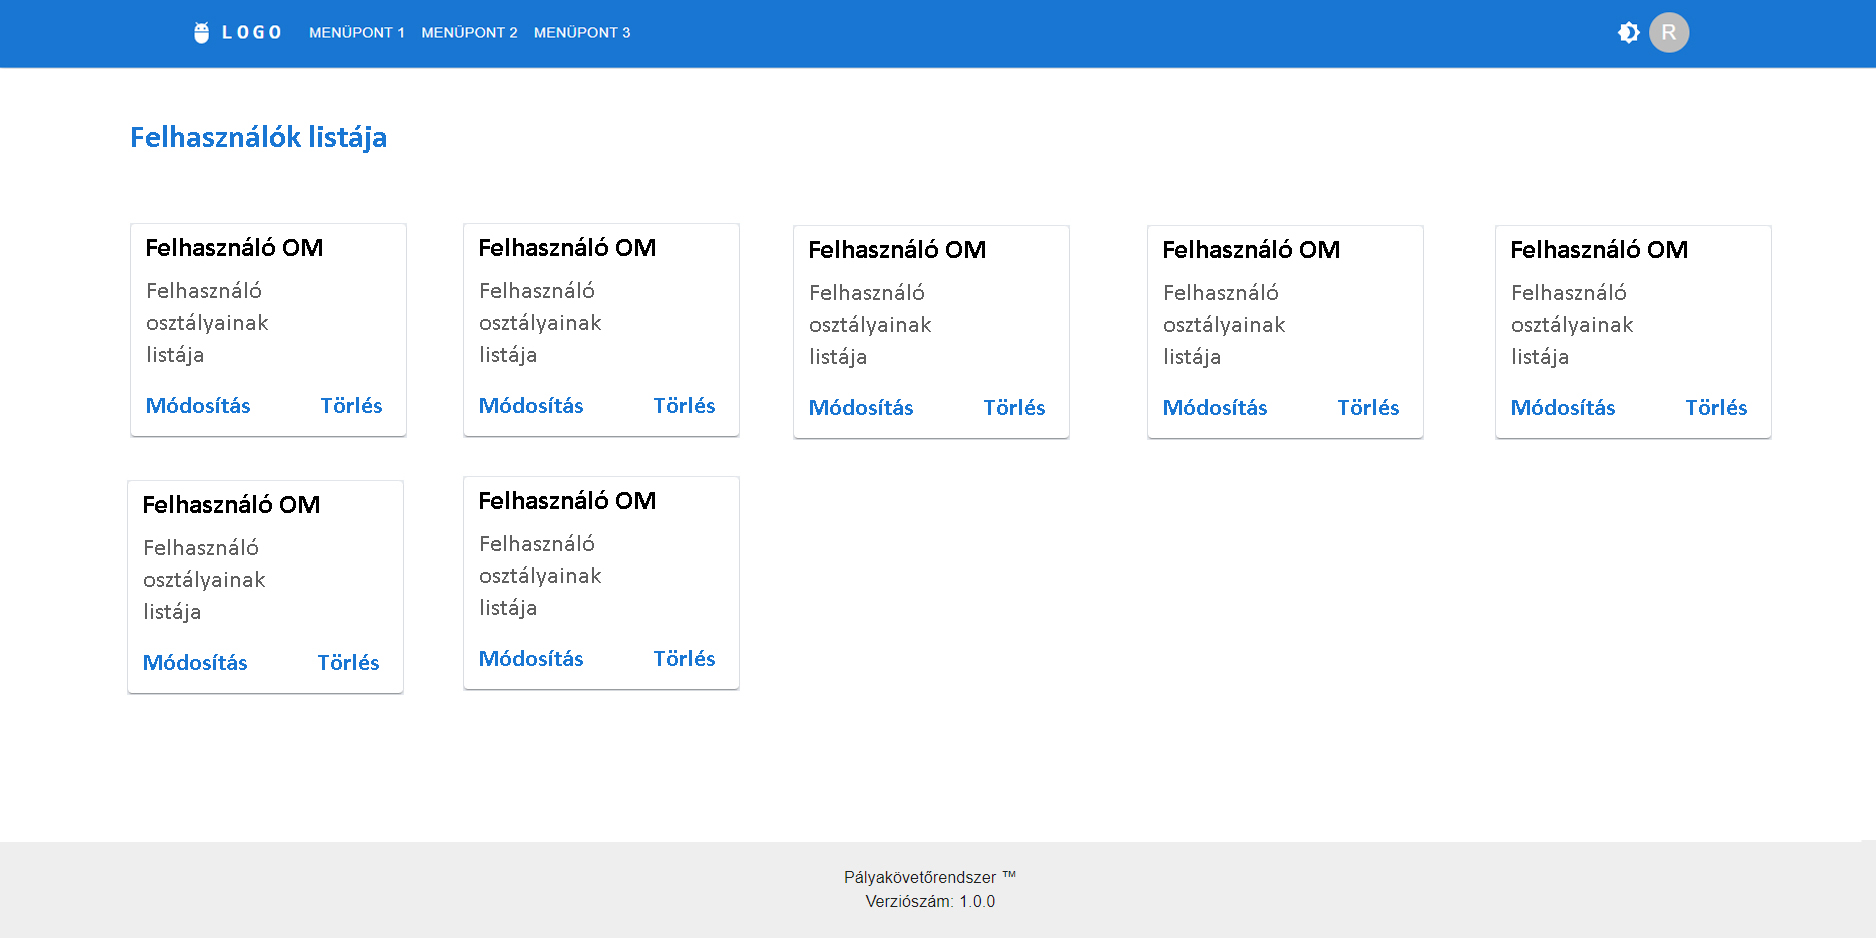 LOGO MENÜPONT 1 MENÜPONT 2 MENÜPONT 3 R
Felhasználók listája
Felhasználó OM
Felhasználó
osztályainak
listája
Módosítás Törlés
Felhasználó OM
Felhasználó
osztályainak
listája
Módosítás Törlés
Felhasználó OM
Felhasználó
osztályainak
listája
Módosítás Törlés
Felhasználó OM
Felhasználó
osztályainak
listája
Módosítás Törlés
Felhasználó OM
Felhasználó
osztályainak
listája
Módosítás Törlés
Felhasználó OM
Felhasználó
osztályainak
listája
Módosítás Törlés
Felhasználó OM
Felhasználó
osztályainak
listája
Módosítás Törlés
Pályakövetőrendszer ™
Verziószám: 1.0.0